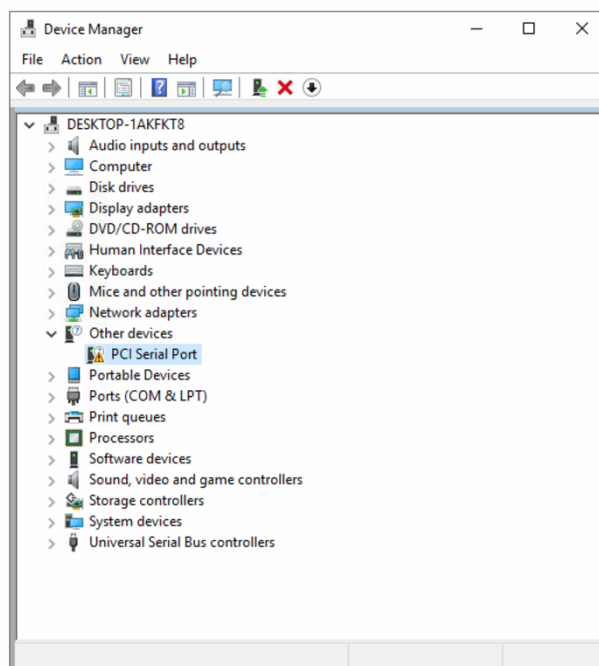 Device Manager
File Action View Help
DESKTOP-1AKFKT8
Audio inputs and outputs
Computer
Disk drives
Display adapters
DVD/CD-ROM drives
Human Interface Devices
Keyboards
Mice and other pointing devices
Network adapters
Other devices
PCI Serial Port
Portable Devices
Ports (COM & LPT)
Print queues
Processors
Software devices
Sound, video and game controllers
Storage controllers
System devices
Universal Serial Bus controllers